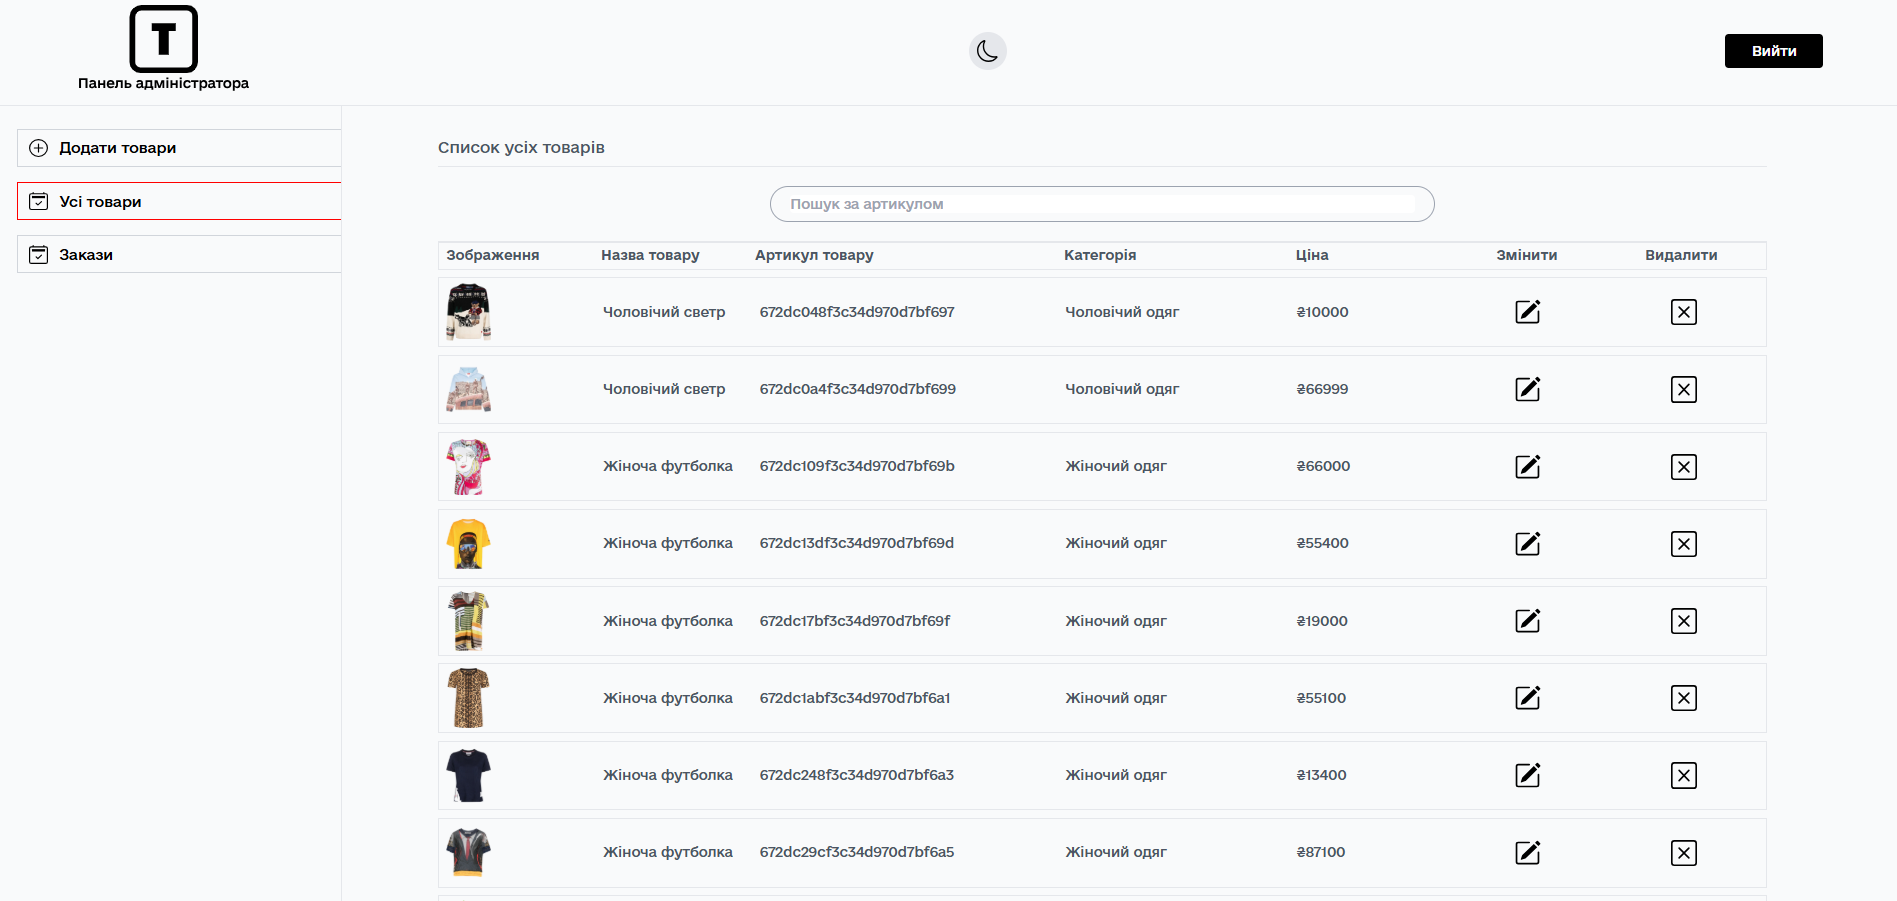 T
Панель адміністратора
Вийти
Додати товари
Усі товари
Закази
Список усіх товарів
Пошук за артикулом
Зображення Назва товару Артикул товару Категорія Ціна Змінити Видалити
Чоловічий светр 672dc048f3c34d970d7bf697 Чоловічий одяг ₴10000
Чоловічий светр 672dc0a4f3c34d970d7bf699 Чоловічий одяг ₴66999
Жіноча футболка 672dc109f3c34d970d7bf69b Жіночий одяг ₴66000
Жіноча футболка 672dc13df3c34d970d7bf69d Жіночий одяг ₴55400
Жіноча футболка 672dc17bf3c34d970d7bf69f Жіночий одяг ₴19000
Жіноча футболка 672dc1abf3c34d970d7bf6a1 Жіночий одяг ₴55100
Жіноча футболка 672dc248f3c34d970d7bf6a3 Жіночий одяг ₴13400
Жіноча футболка 672dc29cf3c34d970d7bf6a5 Жіночий одяг ₴87100